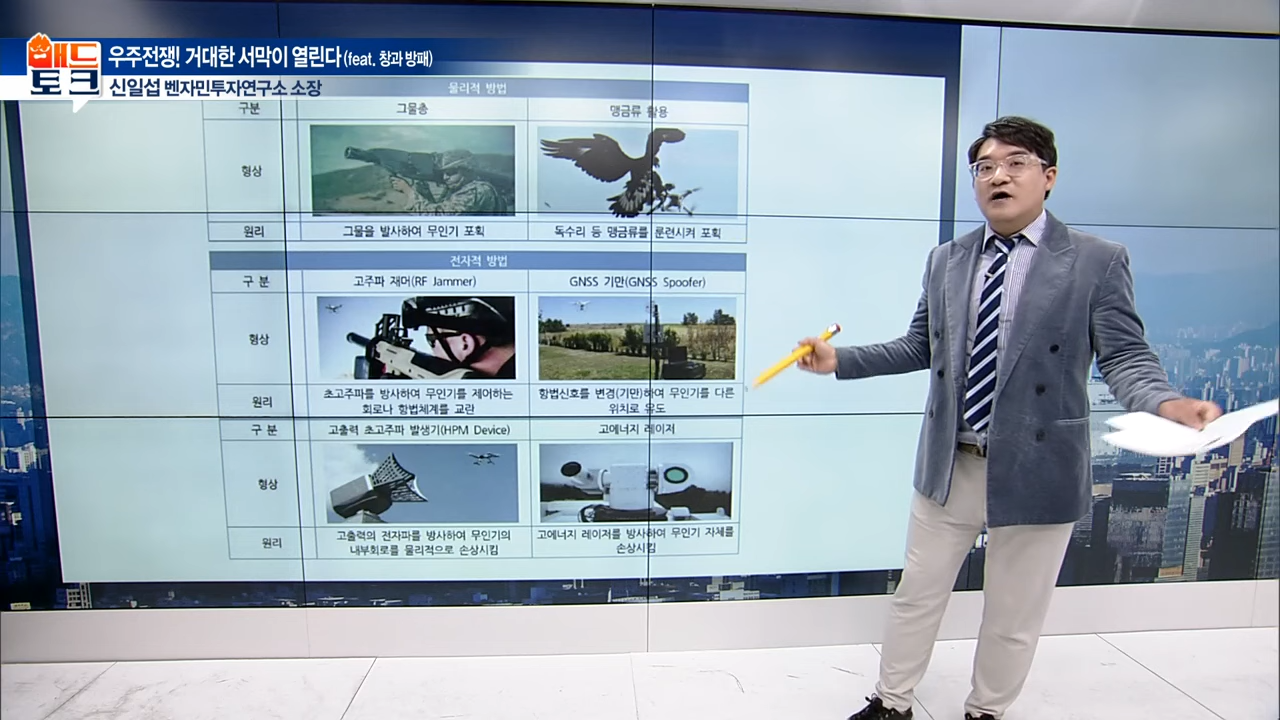 매드
토크
우주전쟁! 거대한 서막이 열린다 (feat. 창과 방패)
신일섭 벤자민투자연구소 소장
물리적 방법
구분 그물총 맹금류 활용
형상
원리 그물을 발사하여 무인기 포획 독수리 등 맹금류를 훈련시켜 포획
전자적 방법
구 분 고주파 재머(RF Jammer) GNSS 기만(GNSS Spoofer)
형상
원리 초고주파를 방사하여 무인기를 제어하는 항법신호를 변경(기만)하여 무인기를 다른
회로나 항법체계를 교란 위치로 유도
구 분 고출력 초고주파 발생기(HPM Device) 고에너지 레이저
형상
원리 고출력의 전자파를 방사하여 무인기의 고에너지 레이저를 방사하여 무인기 자체를
내부회로를 물리적으로 손상시킴 손상시킴